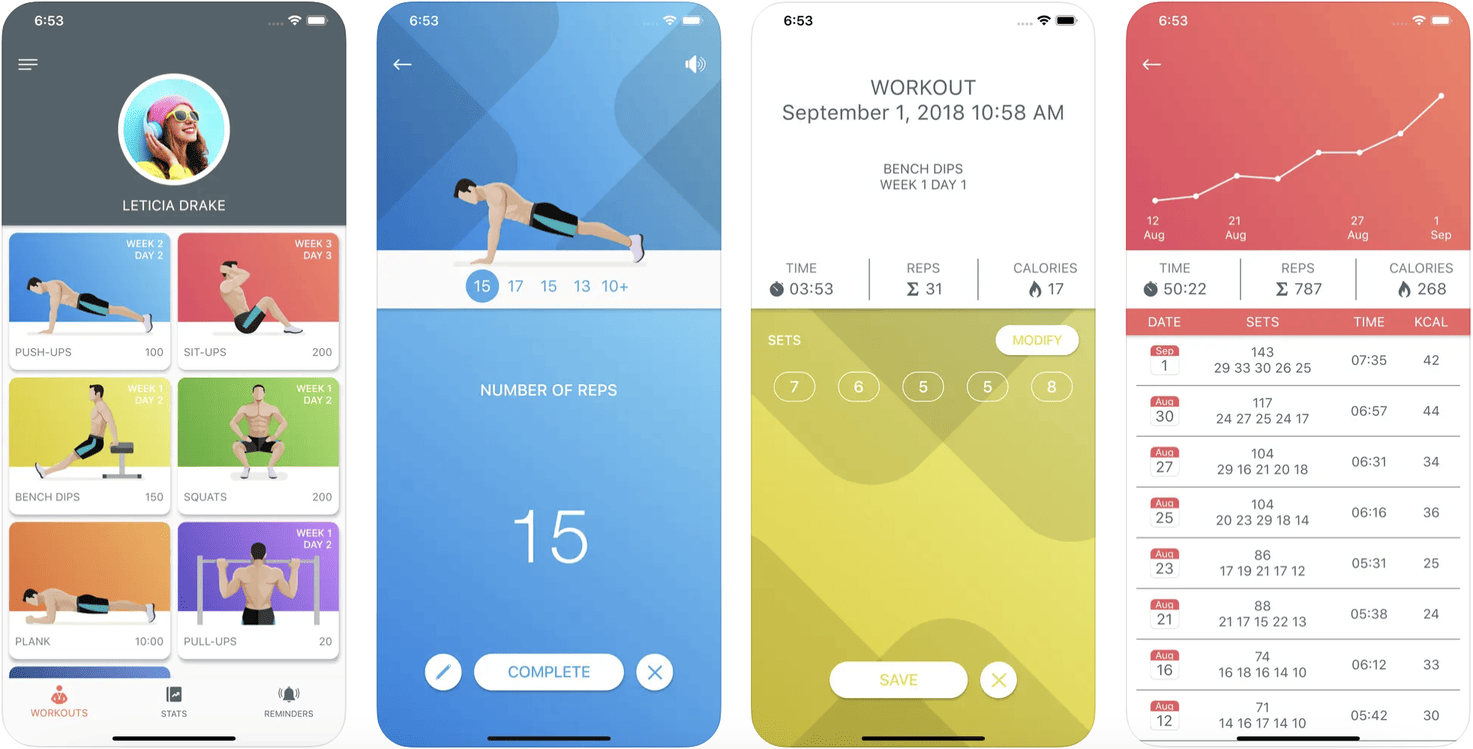 6:53
LETICIA DRAKE
WEEK 2
DAY 2
PUSH-UPS 100
WEEK 3
DAY 3
SIT-UPS 200
WEEK 1
DAY 2
BENCH DIPS 150
WEEK 1
DAY 2
SQUATS 200
PLANK 10:00
WEEK 1
DAY 2
PULL-UPS 20
WORKOUTS STATS REMINDERS
6:53
15 17 15 13 10+
NUMBER OF REPS
15
COMPLETE
6:53
WORKOUT
September 1, 2018 10:58 AM
BENCH DIPS
WEEK 1 DAY 1
TIME REPS CALORIES
03:53 Σ 31 17
SETS MODIFY
7 6 5 5 8
SAVE
6:53
12 21 27 1
Aug Aug Aug Sep
TIME REPS CALORIES
50:22 Σ 787 268
DATE SETS TIME KCAL
Sep 143
1 29 33 30 26 25 07:35 42
Aug 117
30 24 27 25 24 17 06:57 44
Aug 104
27 29 16 21 20 18 06:31 34
Aug 104
25 20 23 29 18 14 06:16 36
Aug 86
23 17 19 21 17 12 05:31 25
Aug 88
21 21 17 15 22 13 05:38 24
Aug 74
16 16 18 16 14 10 06:12 33
Aug 71
12 14 16 17 14 10 05:42 30